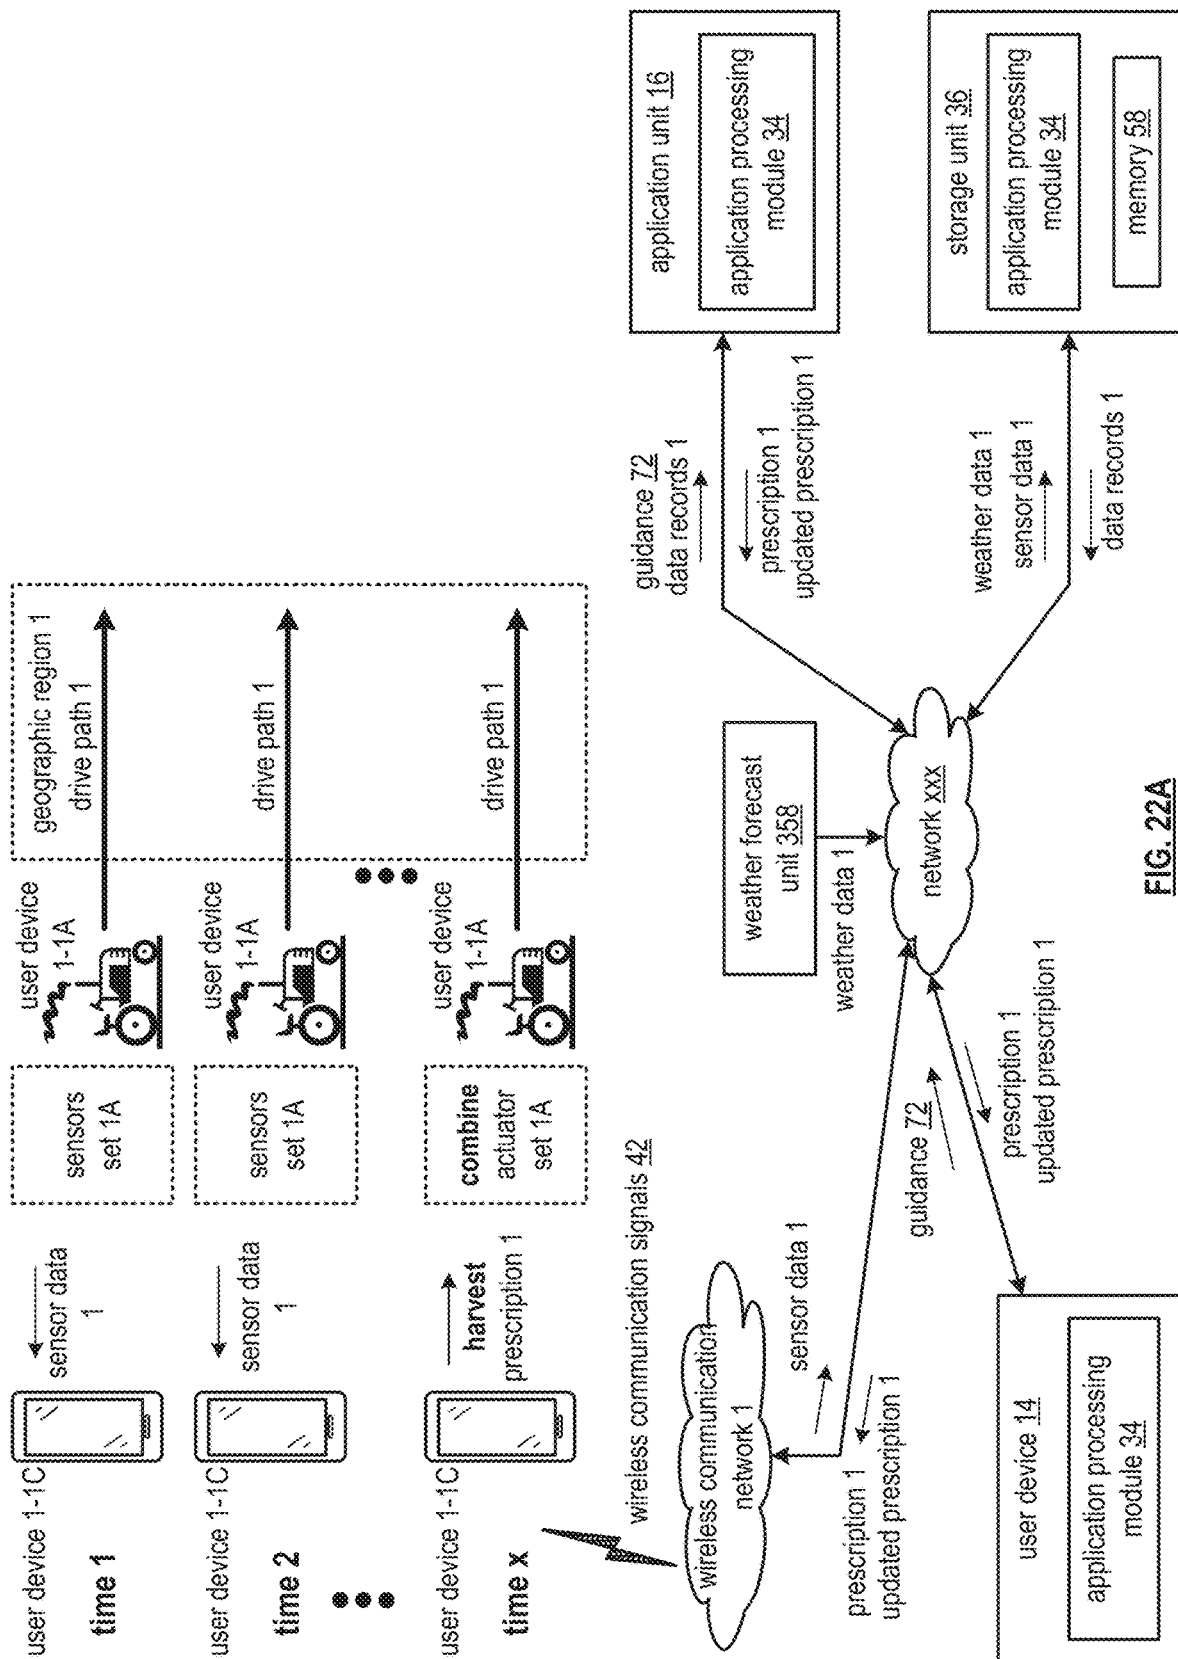 user device 1-1C
time 1
sensor data
1
sensors
set 1A
user device
1-1A
geographic region 1
drive path 1
user device 1-1C
time 2
sensor data
1
sensors
set 1A
user device
1-1A
drive path 1
user device 1-1C
time x
harvest
prescription 1
combine
actuator
set 1A
user device
1-1A
drive path 1
wireless communication signals 42
wireless communication
network 1
sensor data 1
prescription 1
updated prescription 1
user device 14
application processing
module 34
guidance 72
prescription 1
updated prescription 1
weather forecast
unit 358
weather data 1
network xxx
guidance 72
data records 1
prescription 1
updated prescription 1
application unit 16
application processing
module 34
weather data 1
sensor data 1
data records 1
storage unit 36
application processing
module 34
memory 58
FIG. 22A